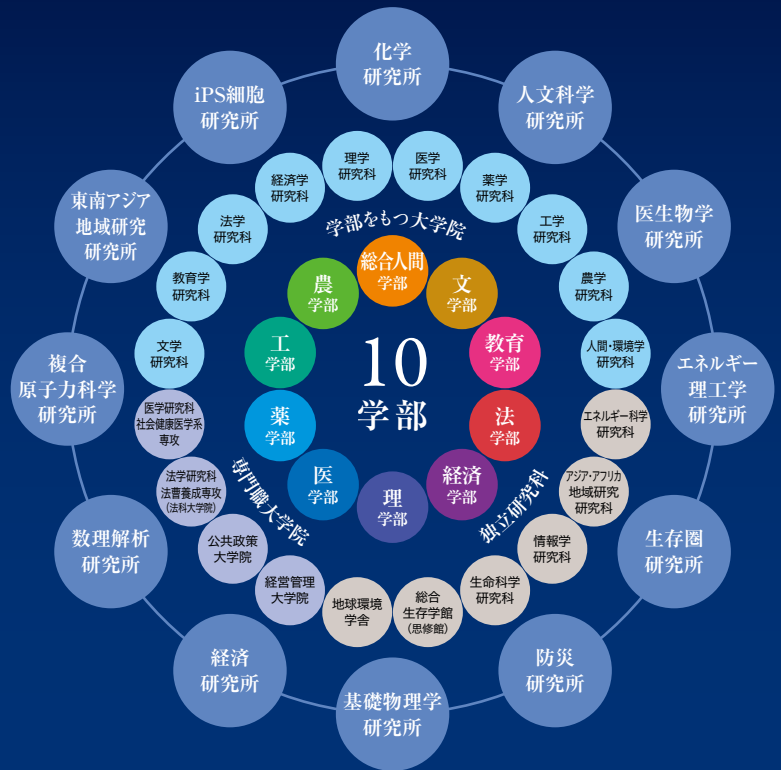 化学
研究所
人文科学
研究所
医生物学
研究所
エネルギー
理工学
研究所
生存圏
研究所
防災
研究所
基礎物理学
研究所
経済
研究所
数理解析
研究所
複合
原子力科学
研究所
東南アジア
地域研究
研究所
iPS細胞
研究所
学部をもつ大学院
文学
研究科
教育学
研究科
法学
研究科
経済学
研究科
理学
研究科
医学
研究科
薬学
研究科
工学
研究科
農学
研究科
人間・環境学
研究科
独立研究科
エネルギー科学
研究科
アジア・アフリカ
地域研究
研究科
情報学
研究科
生命科学
研究科
総合
生存学館
(思修館)
地球環境
学舎
専門職大学院
経営管理
大学院
公共政策
大学院
法学研究科
法曹養成専攻
(法科大学院)
医学研究科
社会健康医学系
専攻
10
学部
総合人間
学部
文
学部
教育
学部
法
学部
経済
学部
理
学部
医
学部
薬
学部
工
学部
農
学部